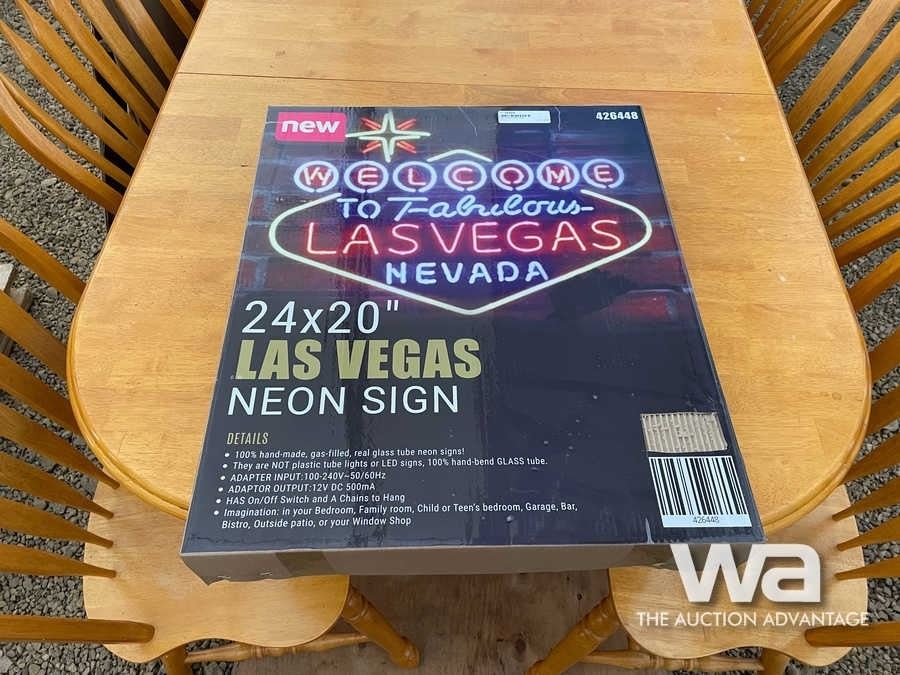 new
426448
WELCOME
TO Fabulous
LAS VEGAS
NEVADA
24x20"
LAS VEGAS
NEON SIGN
DETAILS
• 100% hand-made, gas-filled, real glass tube neon signs!
• They are NOT plastic tube lights or LED signs, 100% hand-bend GLASS tube.
• ADAPTER INPUT:100-240V~50/60Hz
• ADAPTOR OUTPUT:12V DC 500mA
• HAS On/Off Switch and A Chains to Hang
• Imagination: in your Bedroom, Family room, Child or Teen's bedroom, Garage, Bar,
Bistro, Outside patio, or your Window Shop
426448
wa
THE AUCTION ADVANTAGE